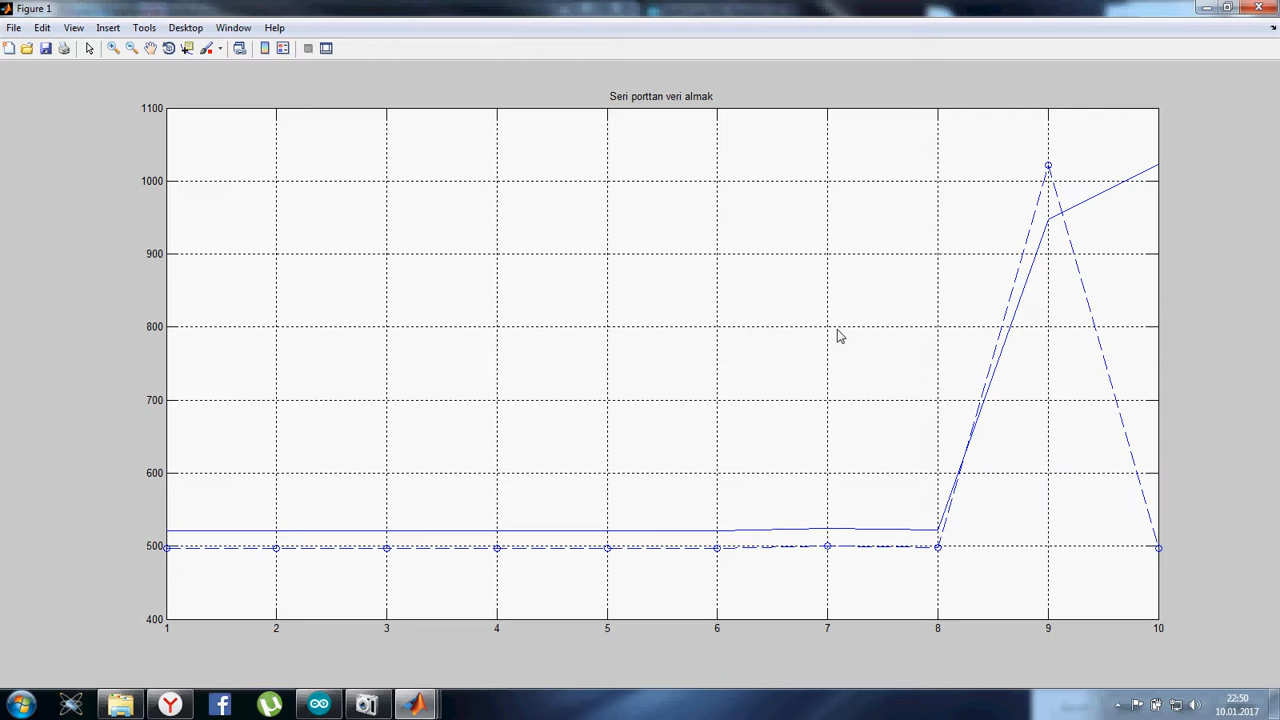 Figure 1
File Edit View Insert Tools Desktop Window Help
Seri porttan veri almak
1100
1000
900
800
700
600
500
400
1 2 3 4 5 6 7 8 9 10
22:50
10.01.2017